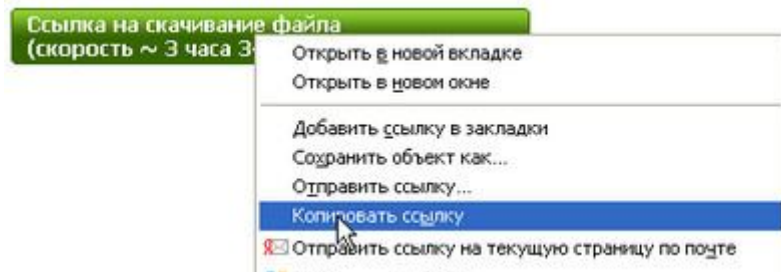 Ссылка на скачивание файла
(скорость ~ 3 часа 3
Открыть в новой вкладке
Открыть в новом окне
Добавить ссылку в закладки
Сохранить объект как...
Отправить ссылку...
Копировать ссылку
Отправить ссылку на текущую страницу по почте